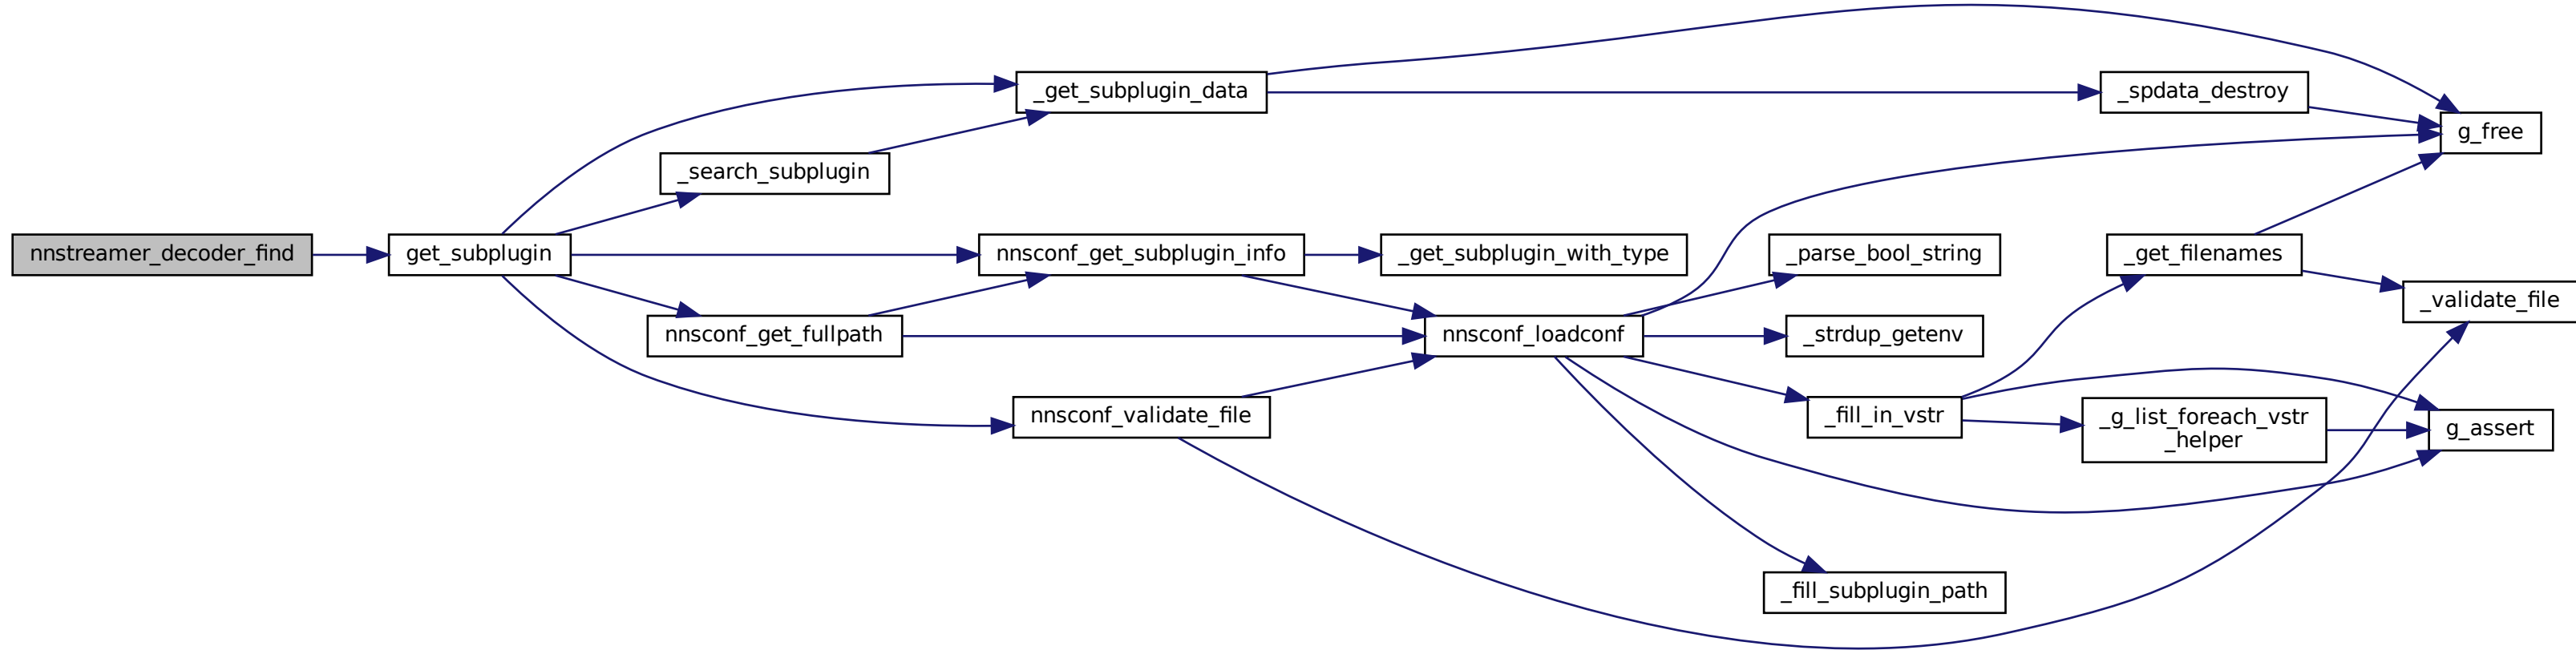 nnstreamer_decoder_find
get_subplugin
_get_subplugin_data
_search_subplugin
nnsconf_get_subplugin_info
nnsconf_get_fullpath
nnsconf_validate_file
_get_subplugin_with_type
nnsconf_loadconf
_spdata_destroy
g_free
_parse_bool_string
_strdup_getenv
_fill_in_vstr
_fill_subplugin_path
_get_filenames
_validate_file
_g_list_foreach_vstr
_helper
g_assert